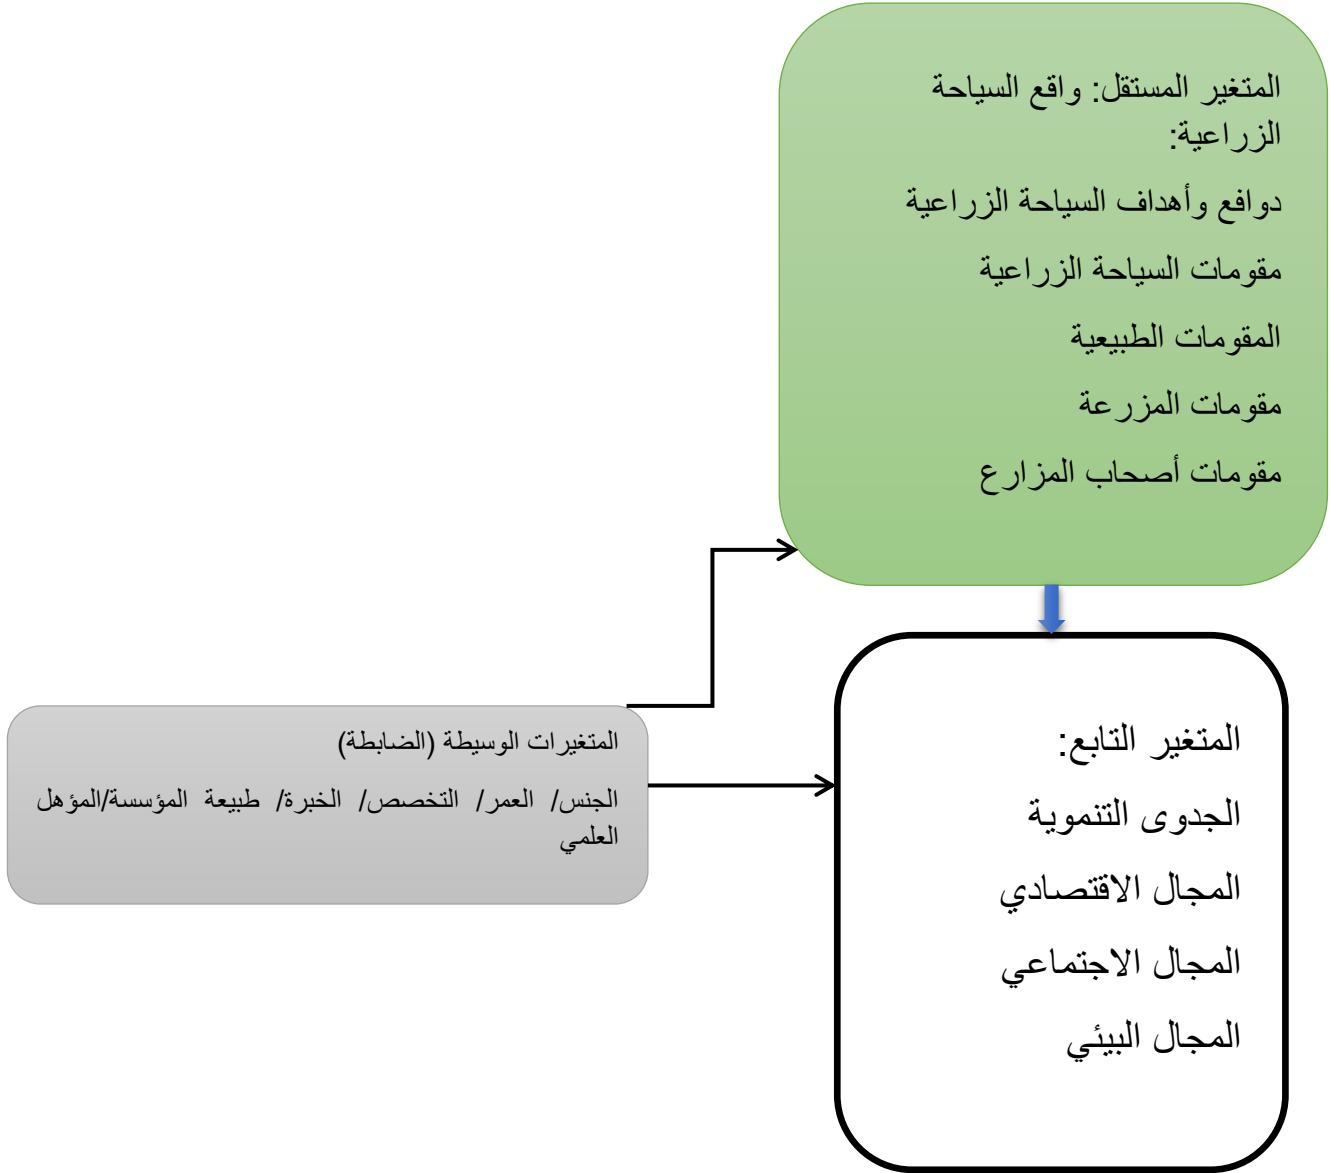 المتغير المستقل: واقع السياحة
الزراعية:
دوافع وأهداف السياحة الزراعية
مقومات السياحة الزراعية
المقومات الطبيعية
مقومات المزرعة
مقومات أصحاب المزارع
المتغيرات الوسيطة (الضابطة)
الجنس/ العمر/ التخصص/ الخبرة/ طبيعة المؤسسة/المؤهل
العلمي
المتغير التابع:
الجدوى التنموية
المجال الاقتصادي
المجال الاجتماعي
المجال البيئي